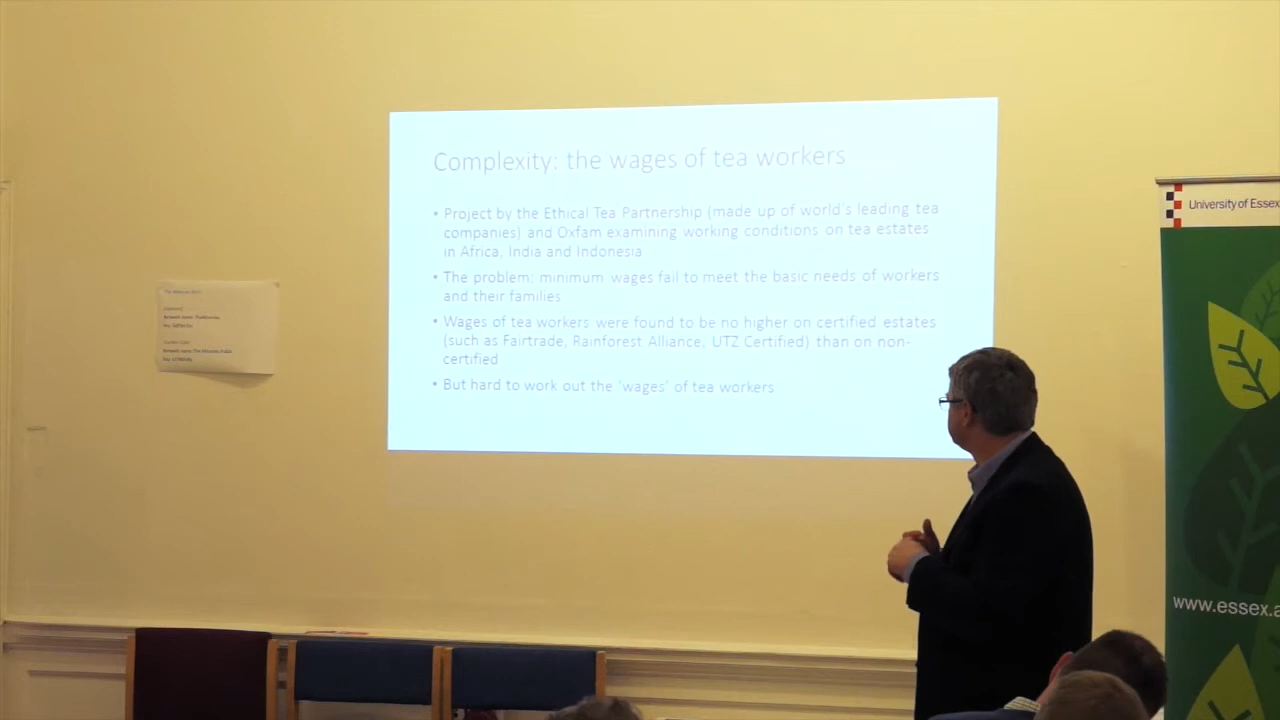 Complexity: the wages of tea workers
• Project by the Ethical Tea Partnership (made up of world's leading tea
companies) and Oxfam examining working conditions on tea estates
in Africa, India and Indonesia
• The problem: minimum wages fail to meet the basic needs of workers
and their families
• Wages of tea workers were found to be no higher on certified estates
(such as Fairtrade, Rainforest Alliance, UTZ Certified) than on non-
certified
• But hard to work out the 'wages' of tea workers
University of Essex
www.essex.a